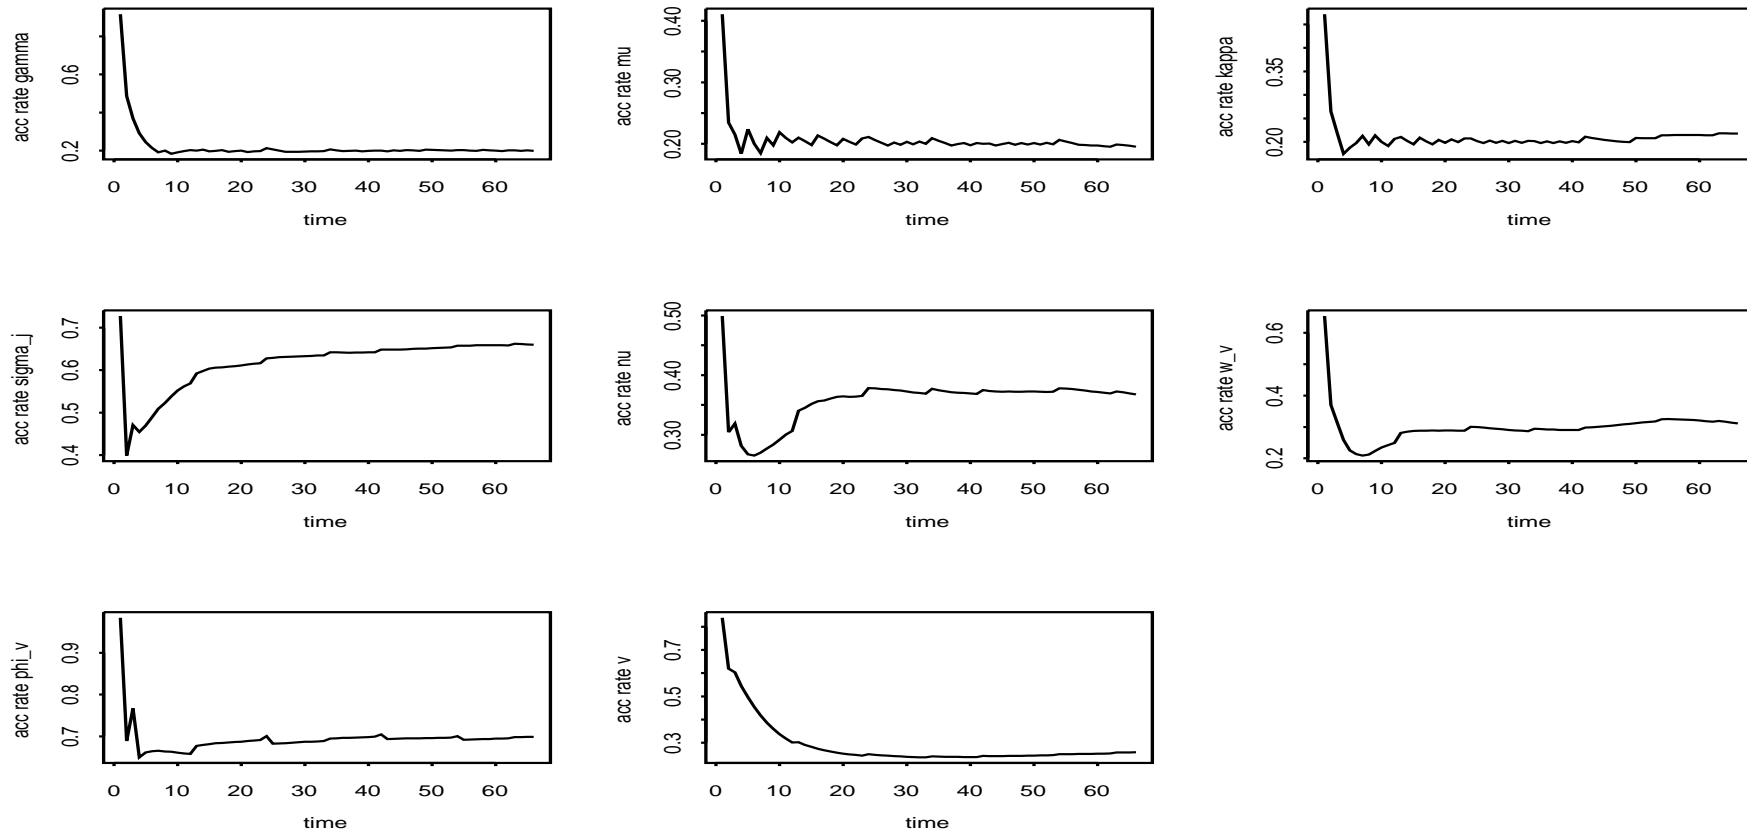 acc rate gamma
0.2 0.6
0 10 20 30 40 50 60
time
acc rate mu
0.20 0.30 0.40
0 10 20 30 40 50 60
time
acc rate kappa
0.20 0.35
0 10 20 30 40 50 60
time
acc rate sigma_j
0.4 0.5 0.6 0.7
0 10 20 30 40 50 60
time
acc rate nu
0.30 0.40 0.50
0 10 20 30 40 50 60
time
acc rate w_v
0.2 0.4 0.6
0 10 20 30 40 50 60
time
acc rate phi_v
0.7 0.8 0.9
0 10 20 30 40 50 60
time
acc rate v
0.3 0.5 0.7
0 10 20 30 40 50 60
time